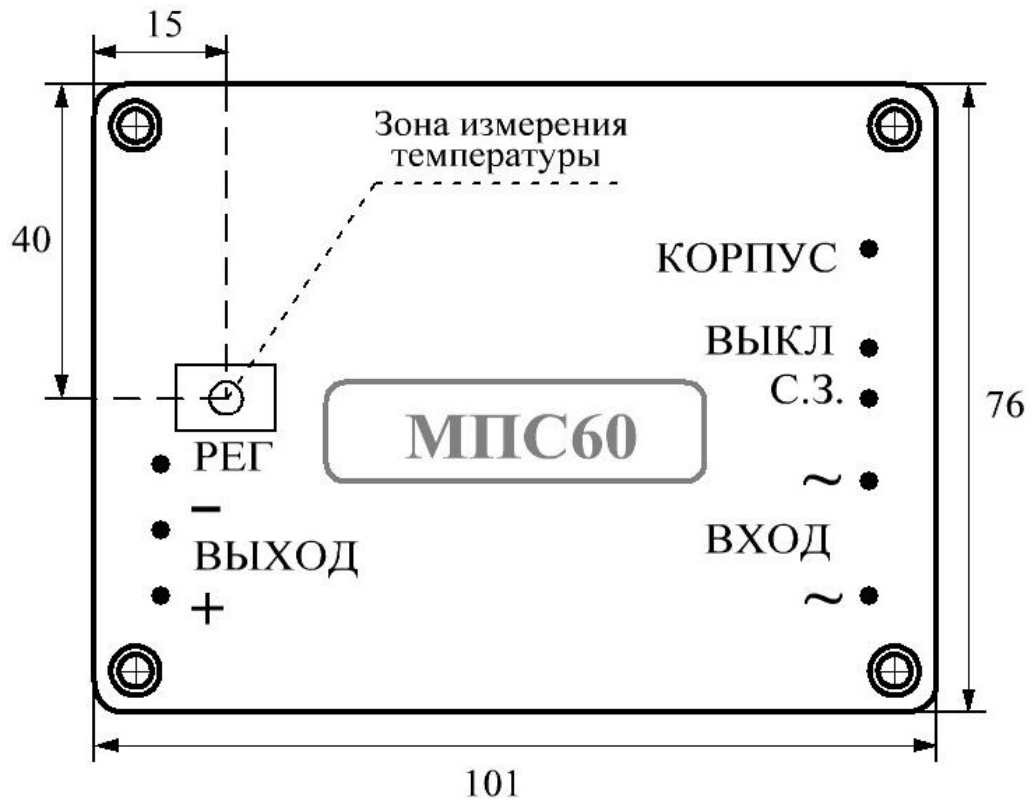 15
Зона измерения
температуры
40
КОРПУС
ВЫКЛ
С.З.
76
МПС60
РЕГ
~
−
ВХОД
ВЫХОД
~
+
101